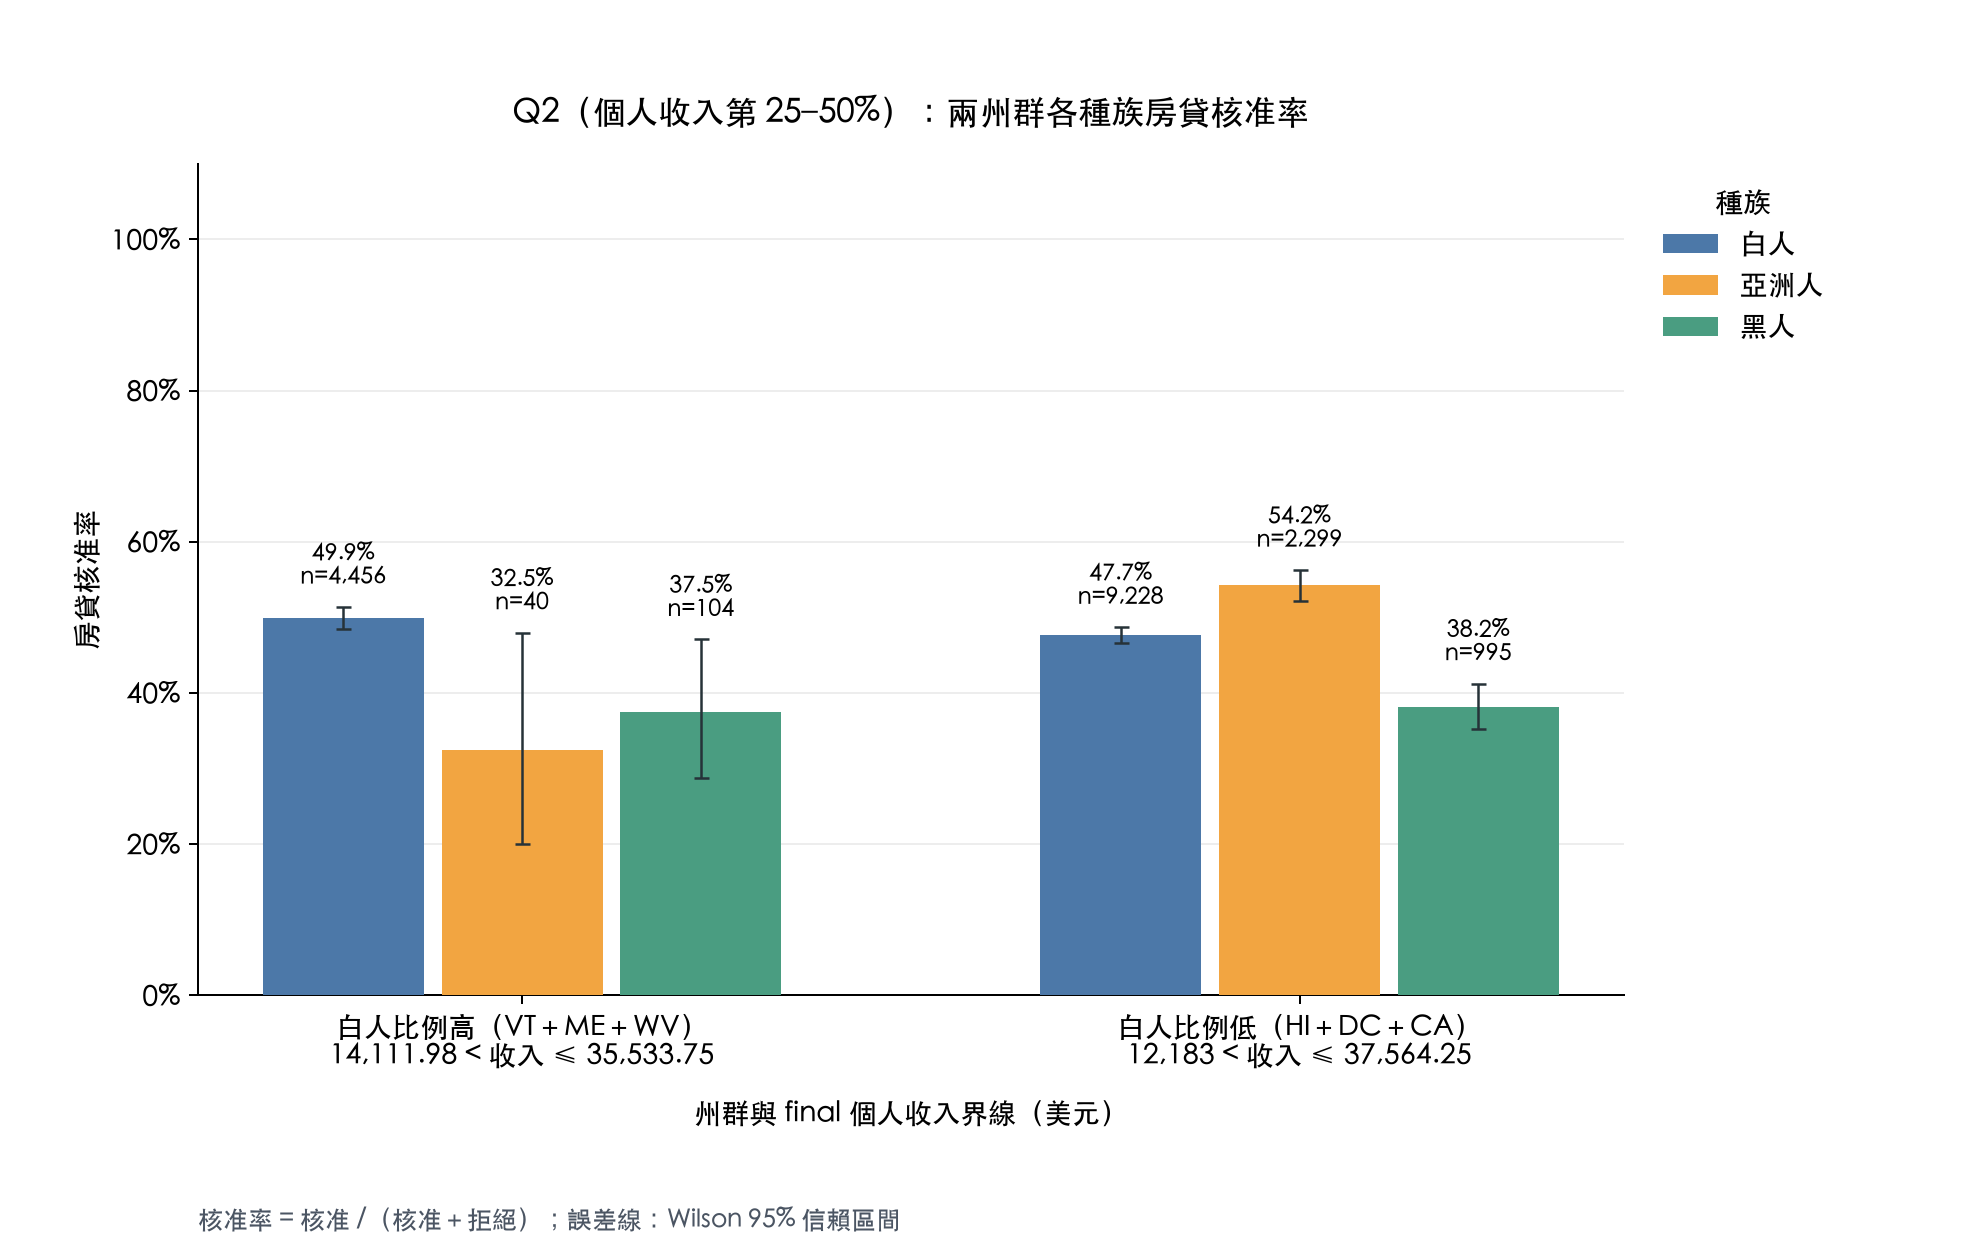 Q2（個人收入第 25–50%）：兩州群各種族房貸核准率
種族
白人
亞洲人
黑人
房貸核准率
100%
80%
60%
40%
20%
0%
49.9%
n=4,456
32.5%
n=40
37.5%
n=104
47.7%
n=9,228
54.2%
n=2,299
38.2%
n=995
白人比例高（VT + ME + WV）
14,111.98 < 收入 ≤ 35,533.75
白人比例低（HI + DC + CA）
12,183 < 收入 ≤ 37,564.25
州群與 final 個人收入界線（美元）
核准率 = 核准 /（核准 + 拒絕）；誤差線：Wilson 95% 信賴區間